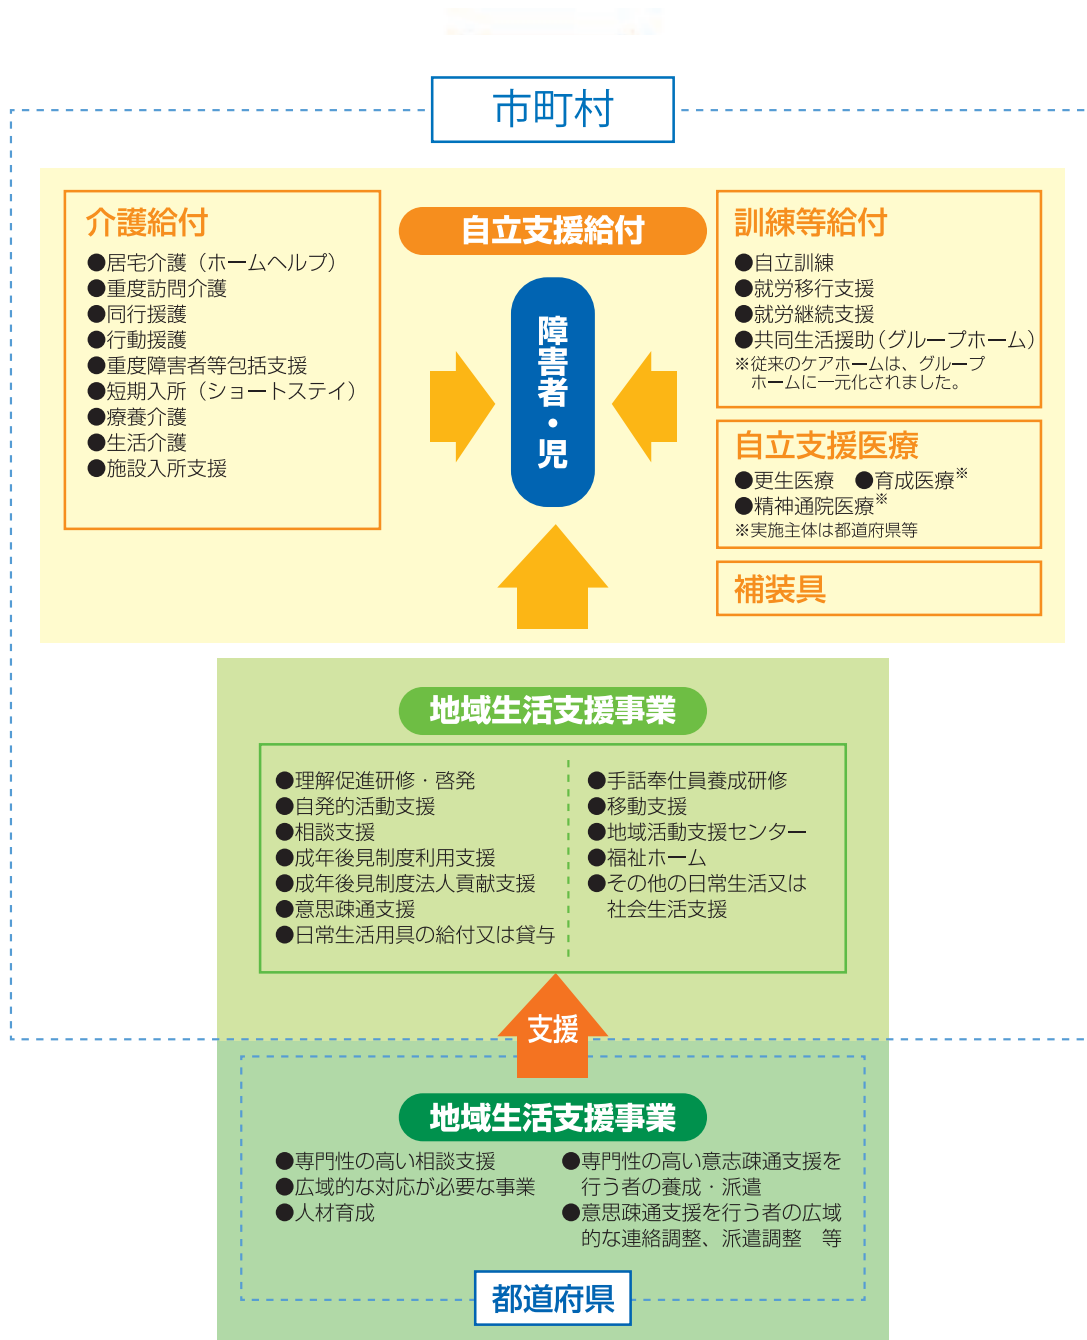 市町村
自立支援給付
介護給付
●居宅介護（ホームヘルプ）
●重度訪問介護
●同行援護
●行動援護
●重度障害者等包括支援
●短期入所（ショートステイ）
●療養介護
●生活介護
●施設入所支援
障害者・児
訓練等給付
●自立訓練
●就労移行支援
●就労継続支援
●共同生活援助（グループホーム）
※従来のケアホームは、グループ
ホームに一元化されました。
自立支援医療
●更生医療　●育成医療※
●精神通院医療※
※実施主体は都道府県等
補装具
地域生活支援事業
●理解促進研修・啓発
●自発的活動支援
●相談支援
●成年後見制度利用支援
●成年後見制度法人貢献支援
●意思疎通支援
●日常生活用具の給付又は貸与
●手話奉仕員養成研修
●移動支援
●地域活動支援センター
●福祉ホーム
●その他の日常生活又は
社会生活支援
支援
地域生活支援事業
●専門性の高い相談支援
●広域的な対応が必要な事業
●人材育成
●専門性の高い意志疎通支援を
行う者の養成・派遣
●意思疎通支援を行う者の広域
的な連絡調整、派遣調整　等
都道府県